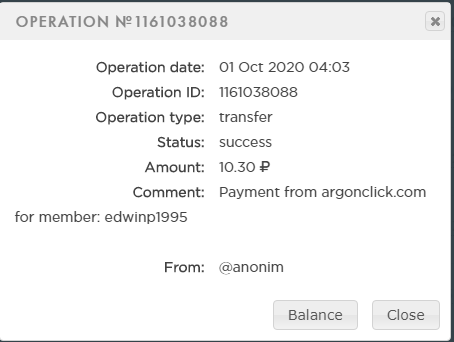 OPERATION №1161038088
Operation date: 01 Oct 2020 04:03
Operation ID: 1161038088
Operation type: transfer
Status: success
Amount: 10.30 ₽
Comment: Payment from argonclick.com
for member: edwinp1995
From: @anonim
Balance Close